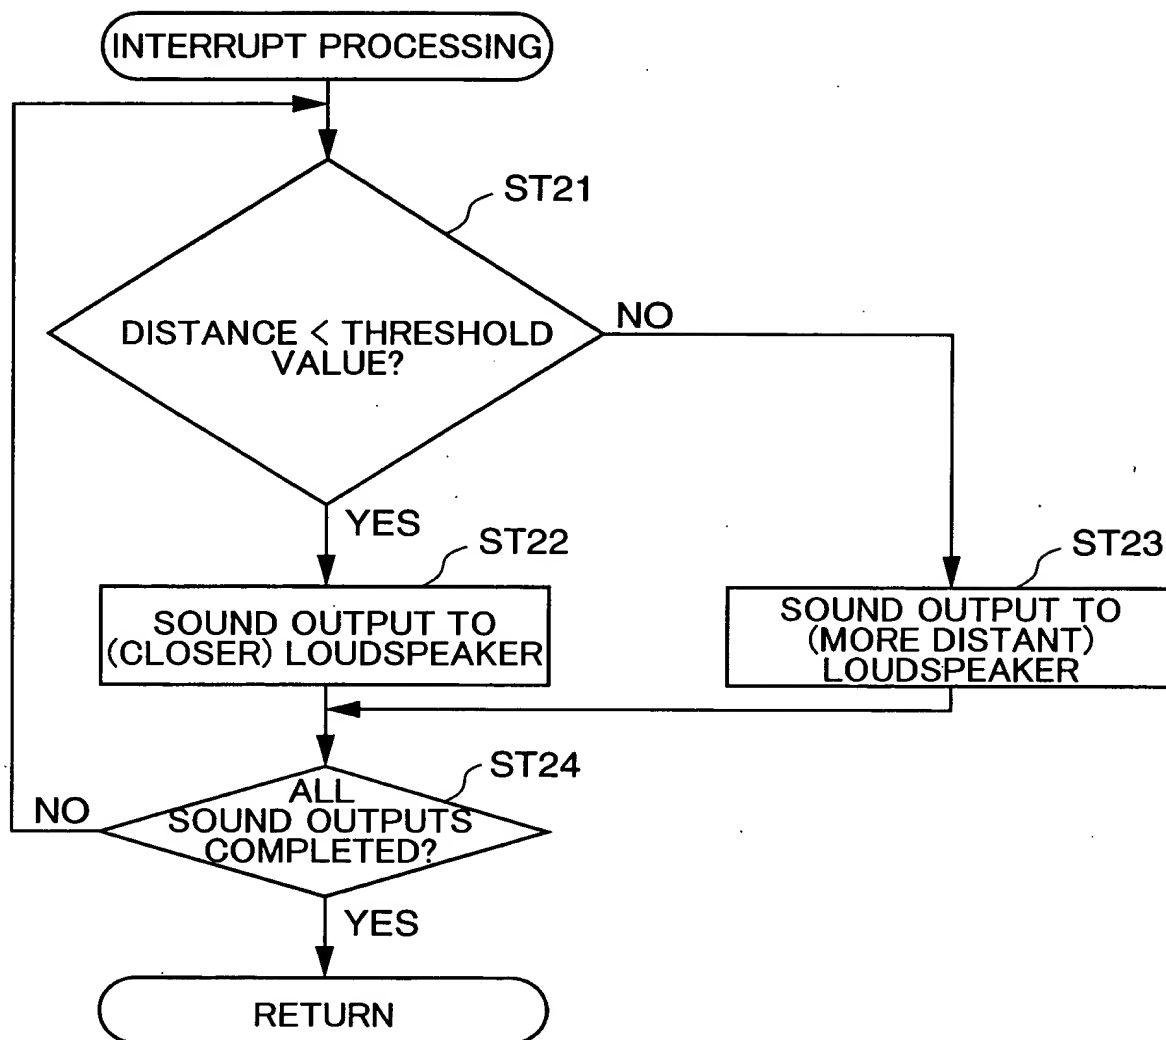 INTERRUPT PROCESSING
ST21
DISTANCE < THRESHOLD
VALUE?
NO
YES
ST22
ST23
SOUND OUTPUT TO
(CLOSER) LOUDSPEAKER
SOUND OUTPUT TO
(MORE DISTANT)
LOUDSPEAKER
ST24
ALL
SOUND OUTPUTS
COMPLETED?
NO
YES
RETURN